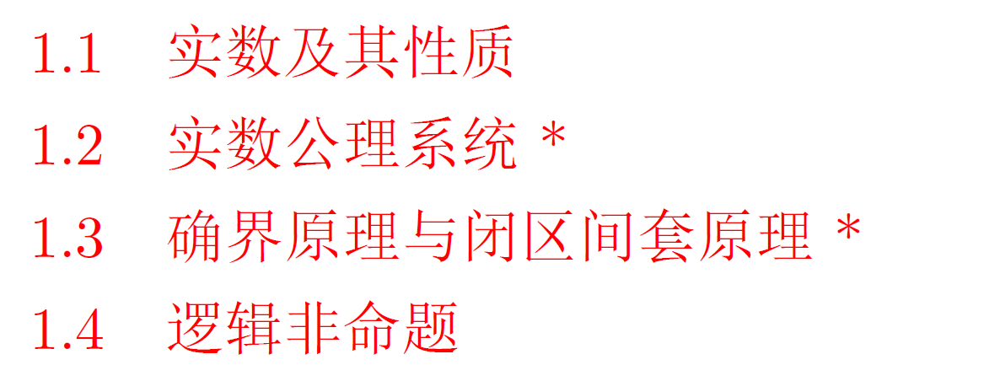 1.1 实数及其性质
1.2 实数公理系统 *
1.3 确界原理与闭区间套原理 *
1.4 逻辑非命题